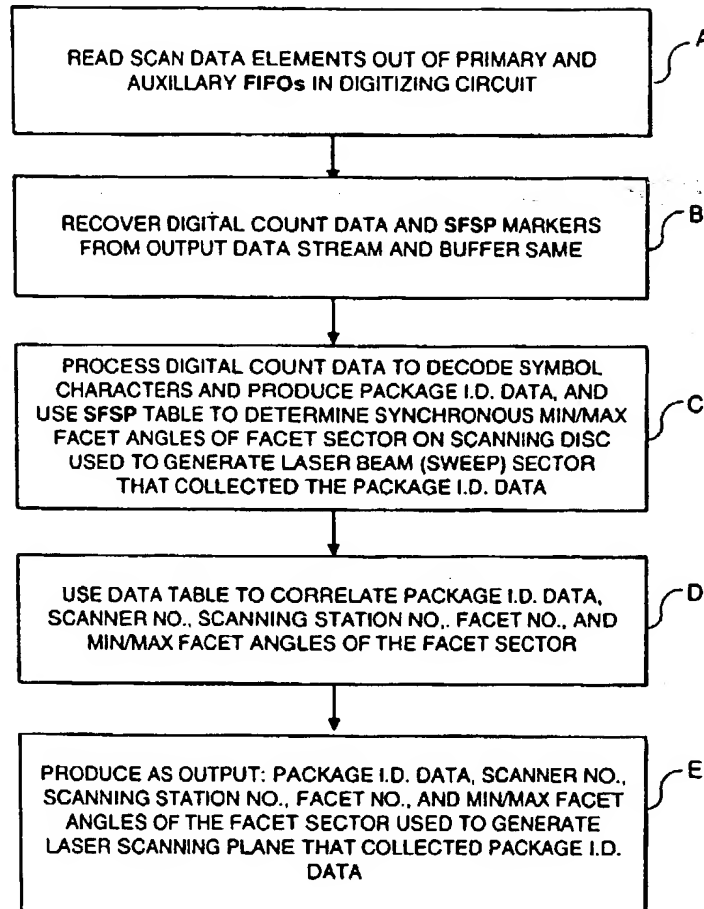 READ SCAN DATA ELEMENTS OUT OF PRIMARY AND
AUXILLARY FIFOs IN DIGITIZING CIRCUIT
A
RECOVER DIGITAL COUNT DATA AND SFSP MARKERS
FROM OUTPUT DATA STREAM AND BUFFER SAME
B
PROCESS DIGITAL COUNT DATA TO DECODE SYMBOL
CHARACTERS AND PRODUCE PACKAGE I.D. DATA, AND
USE SFSP TABLE TO DETERMINE SYNCHRONOUS MIN/MAX
FACET ANGLES OF FACET SECTOR ON SCANNING DISC
USED TO GENERATE LASER BEAM (SWEEP) SECTOR
THAT COLLECTED THE PACKAGE I.D. DATA
C
USE DATA TABLE TO CORRELATE PACKAGE I.D. DATA,
SCANNER NO., SCANNING STATION NO,. FACET NO., AND
MIN/MAX FACET ANGLES OF THE FACET SECTOR
D
PRODUCE AS OUTPUT: PACKAGE I.D. DATA, SCANNER NO.,
SCANNING STATION NO., FACET NO., AND MIN/MAX FACET
ANGLES OF THE FACET SECTOR USED TO GENERATE
LASER SCANNING PLANE THAT COLLECTED PACKAGE I.D.
DATA
E